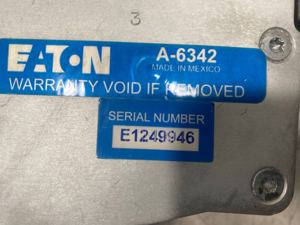 3
EATON
A-6342
MADE IN MEXICO
WARRANTY VOID IF REMOVED
SERIAL NUMBER
E1249946